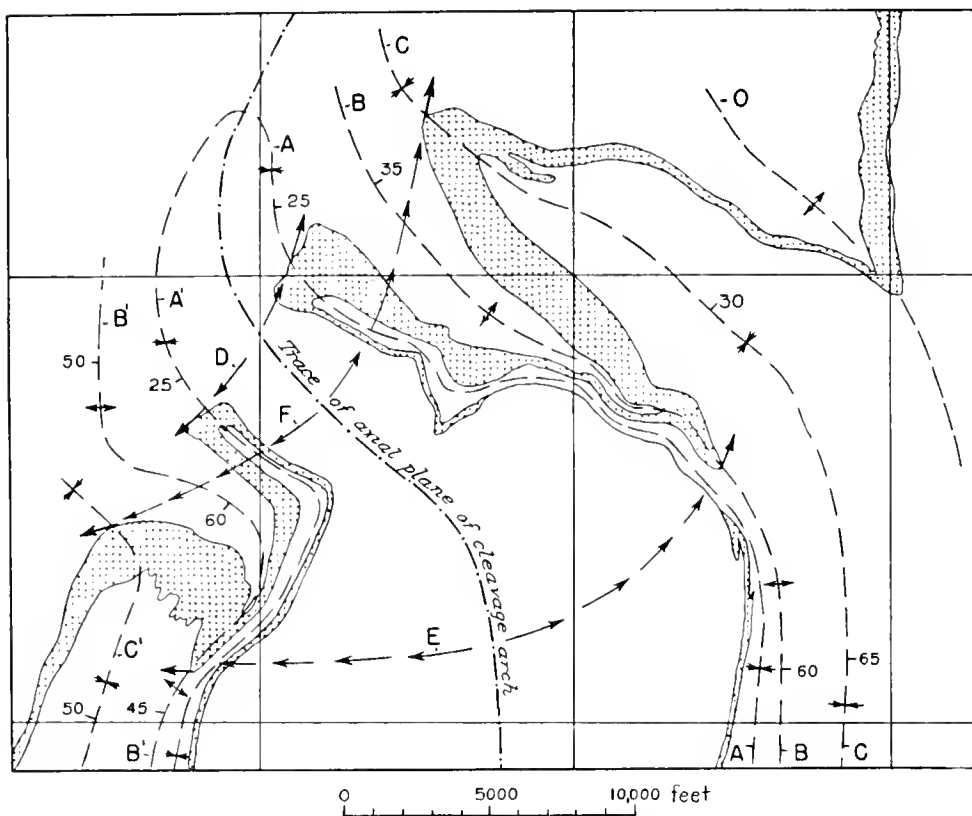 C
B
O
A
35
25
B'
A'
30
50
D.
25
Trace of axial plane of cleavage arch
F.
60
C'
E.
65
60
50
45
B'
A
B
C
0 5000 10,000 feet